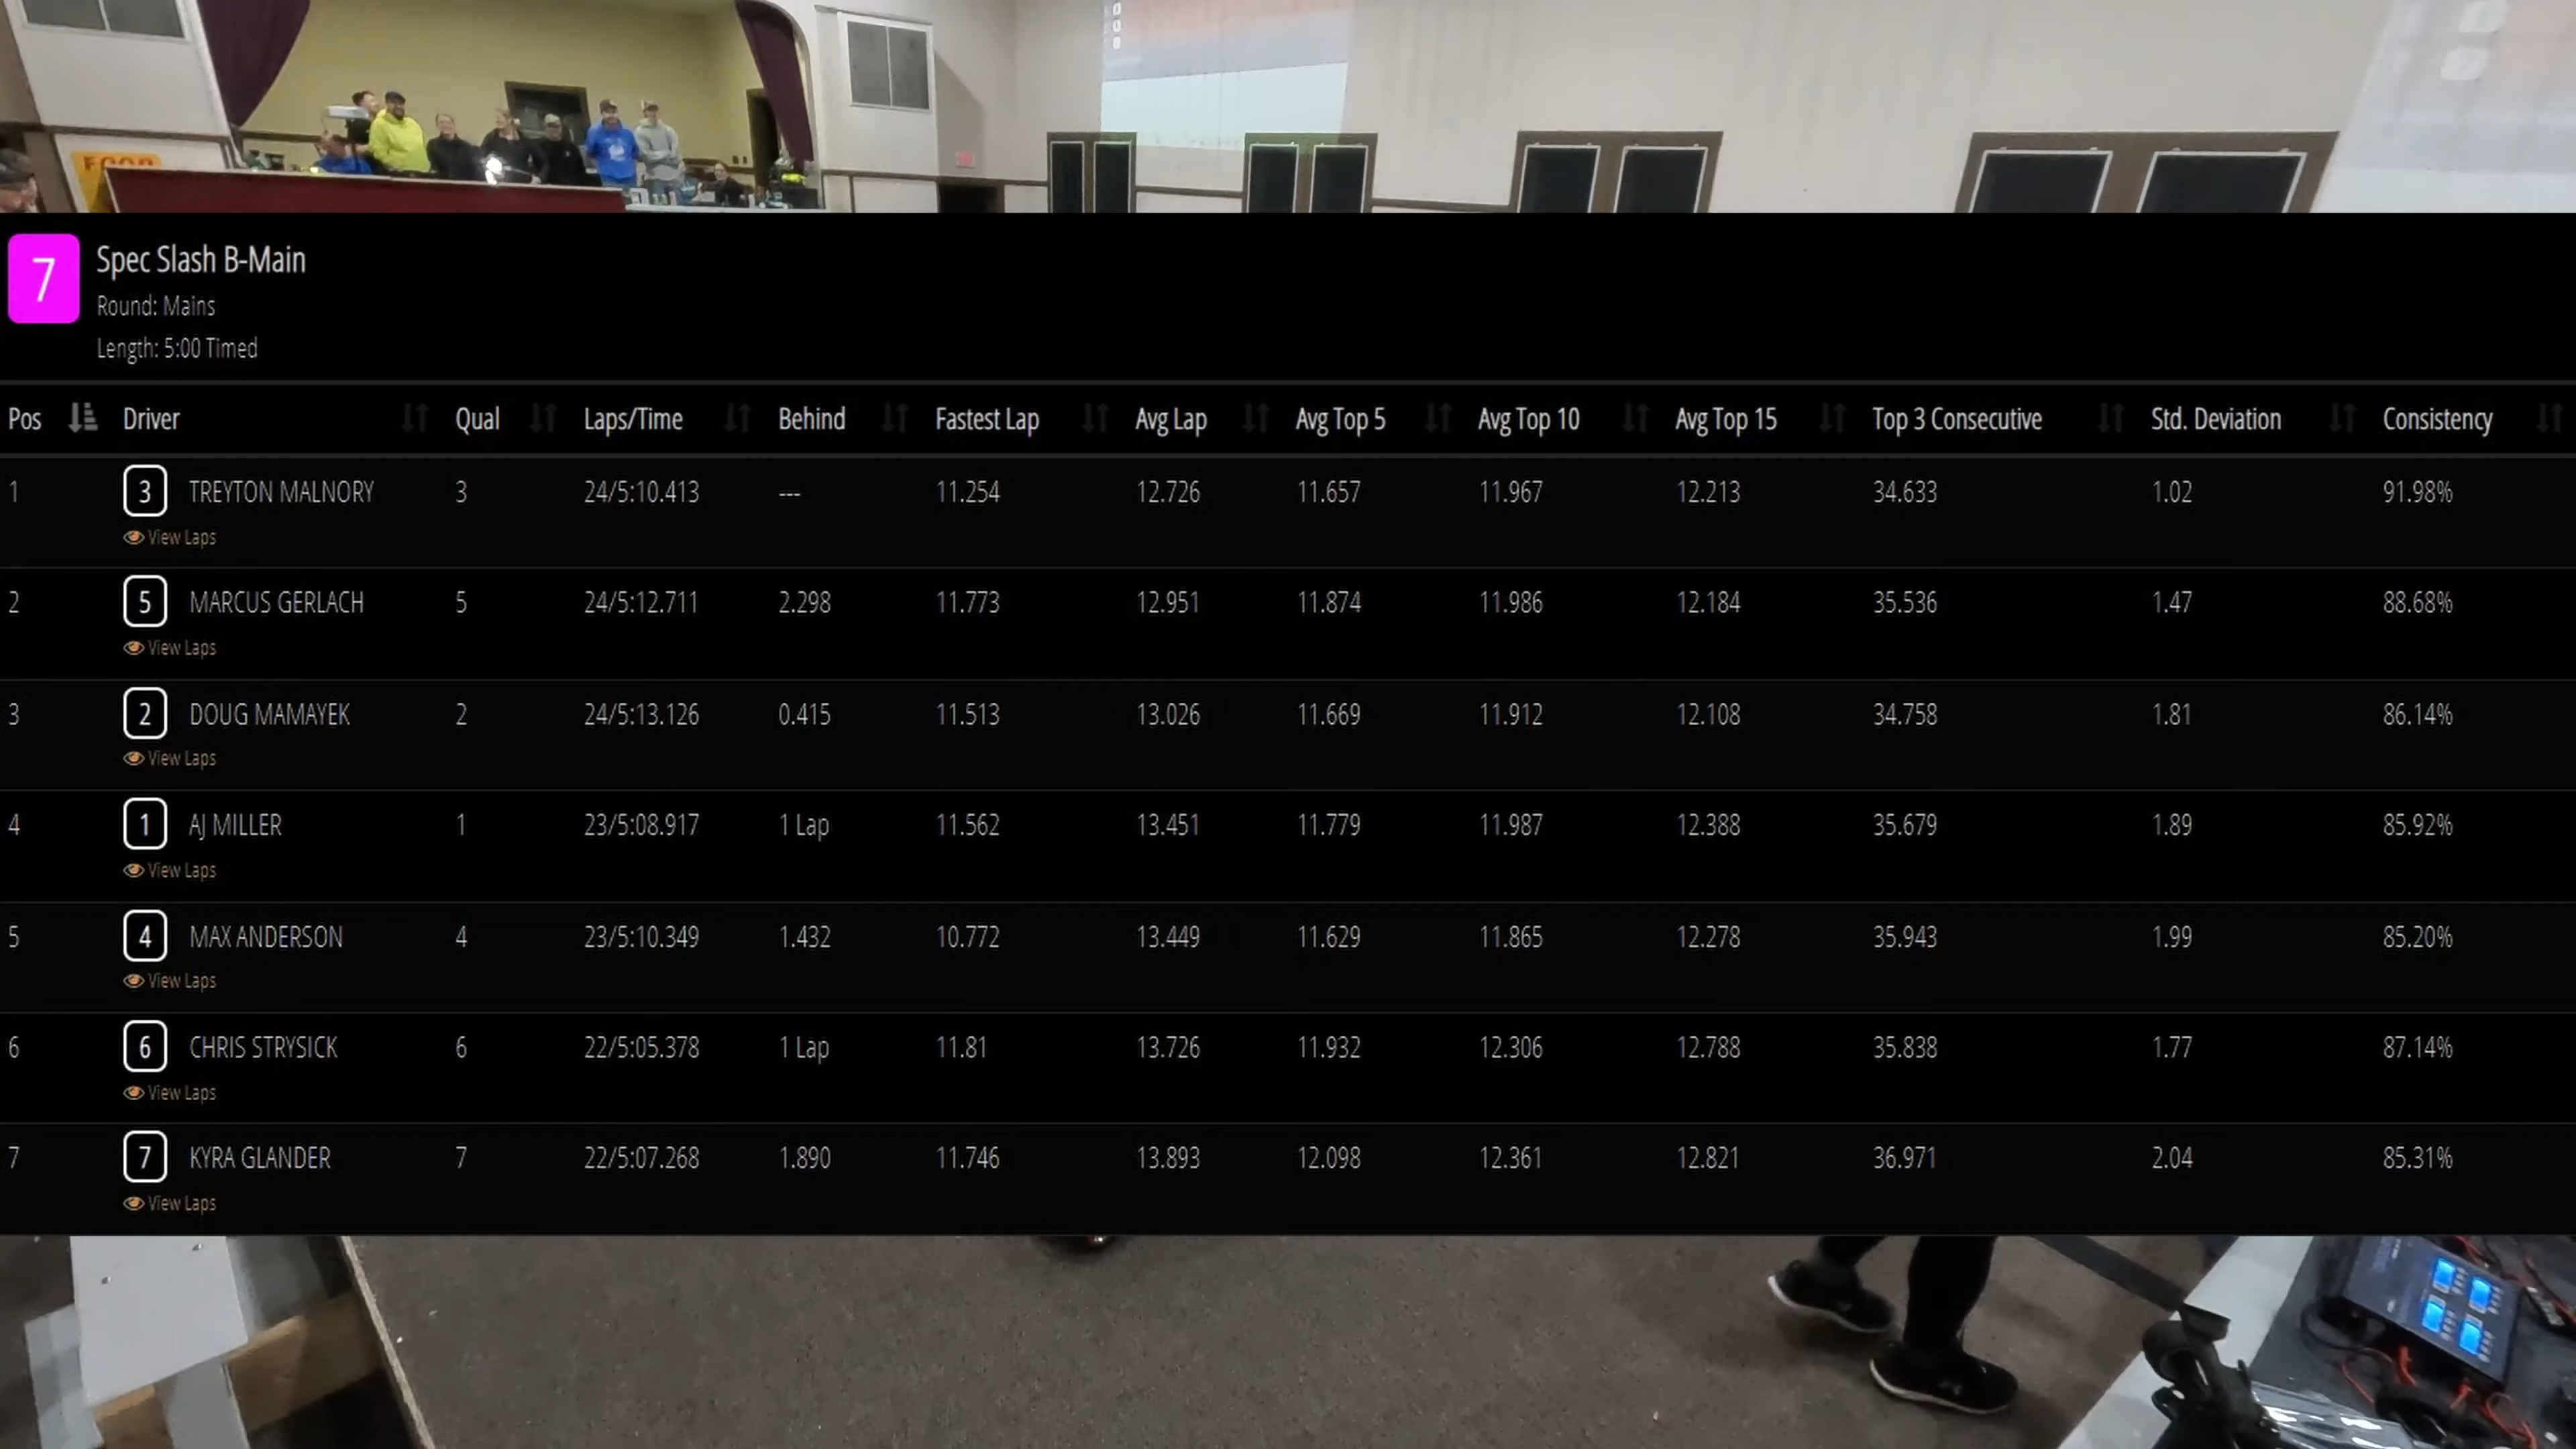 FOOD
7
Spec Slash B-Main
Round: Mains
Length: 5:00 Timed
Pos Driver Qual Laps/Time Behind Fastest Lap Avg Lap Avg Top 5 Avg Top 10 Avg Top 15 Top 3 Consecutive Std. Deviation Consistency
1 3 TREYTON MALNORY 3 24/5:10.413 --- 11.254 12.726 11.657 11.967 12.213 34.633 1.02 91.98%
View Laps
2 5 MARCUS GERLACH 5 24/5:12.711 2.298 11.773 12.951 11.874 11.986 12.184 35.536 1.47 88.68%
View Laps
3 2 DOUG MAMAYEK 2 24/5:13.126 0.415 11.513 13.026 11.669 11.912 12.108 34.758 1.81 86.14%
View Laps
4 1 AJ MILLER 1 23/5:08.917 1 Lap 11.562 13.451 11.779 11.987 12.388 35.679 1.89 85.92%
View Laps
5 4 MAX ANDERSON 4 23/5:10.349 1.432 10.772 13.449 11.629 11.865 12.278 35.943 1.99 85.20%
View Laps
6 6 CHRIS STRYSICK 6 22/5:05.378 1 Lap 11.81 13.726 11.932 12.306 12.788 35.838 1.77 87.14%
View Laps
7 7 KYRA GLANDER 7 22/5:07.268 1.890 11.746 13.893 12.098 12.361 12.821 36.971 2.04 85.31%
View Laps